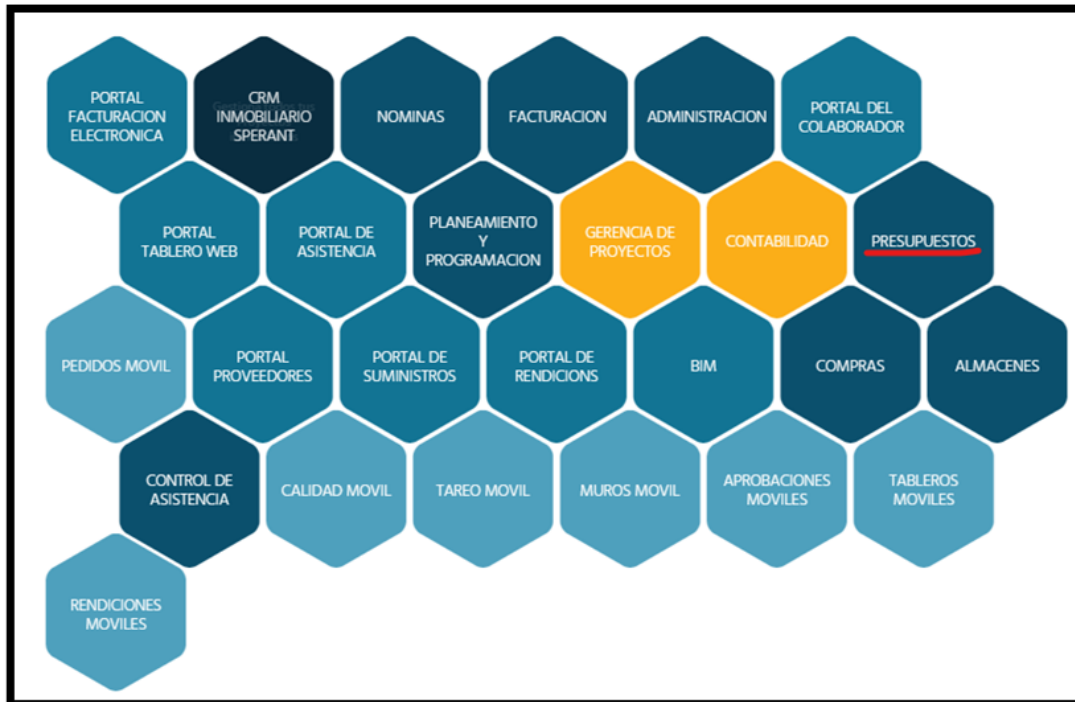 PORTAL
FACTURACION
ELECTRONICA
CRM
INMOBILIARIO
SPERANT
NOMINAS
FACTURACION
ADMINISTRACION
PORTAL DEL
COLABORADOR
PORTAL
TABLERO WEB
PORTAL DE
ASISTENCIA
PLANEAMIENTO
Y
PROGRAMACION
GERENCIA DE
PROYECTOS
CONTABILIDAD
PRESUPUESTOS
PEDIDOS MOVIL
PORTAL
PROVEEDORES
PORTAL DE
SUMINISTROS
PORTAL DE
RENDICIONS
BIM
COMPRAS
ALMACENES
CONTROL DE
ASISTENCIA
CALIDAD MOVIL
TAREO MOVIL
MUROS MOVIL
APROBACIONES
MOVILES
TABLEROS
MOVILES
RENDICIONES
MOVILES